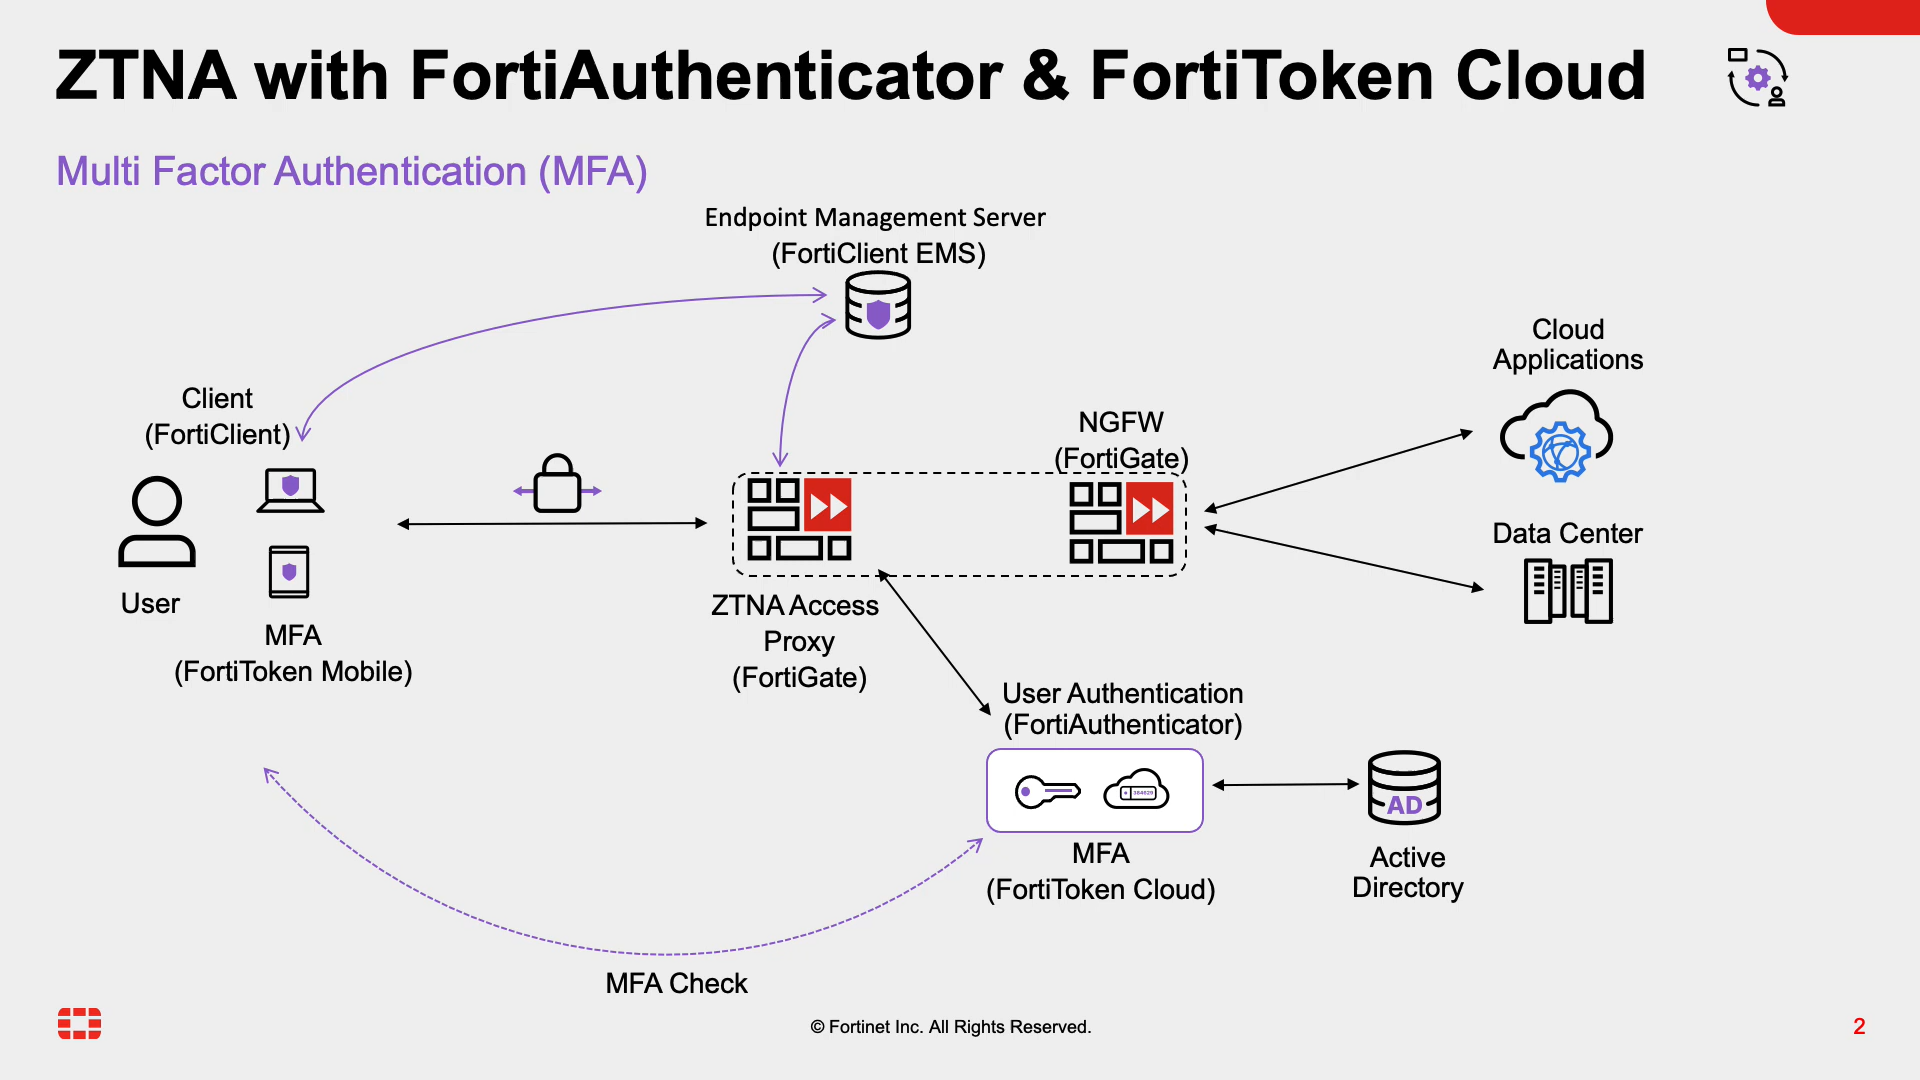 ZTNA with FortiAuthenticator & FortiToken Cloud
Multi Factor Authentication (MFA)
Endpoint Management Server
(FortiClient EMS)
Cloud
Applications
Client
(FortiClient)
NGFW
(FortiGate)
Data Center
User
MFA
(FortiToken Mobile)
ZTNA Access
Proxy
(FortiGate)
User Authentication
(FortiAuthenticator)
384629
AD
MFA
(FortiToken Cloud)
Active
Directory
MFA Check
© Fortinet Inc. All Rights Reserved.
2